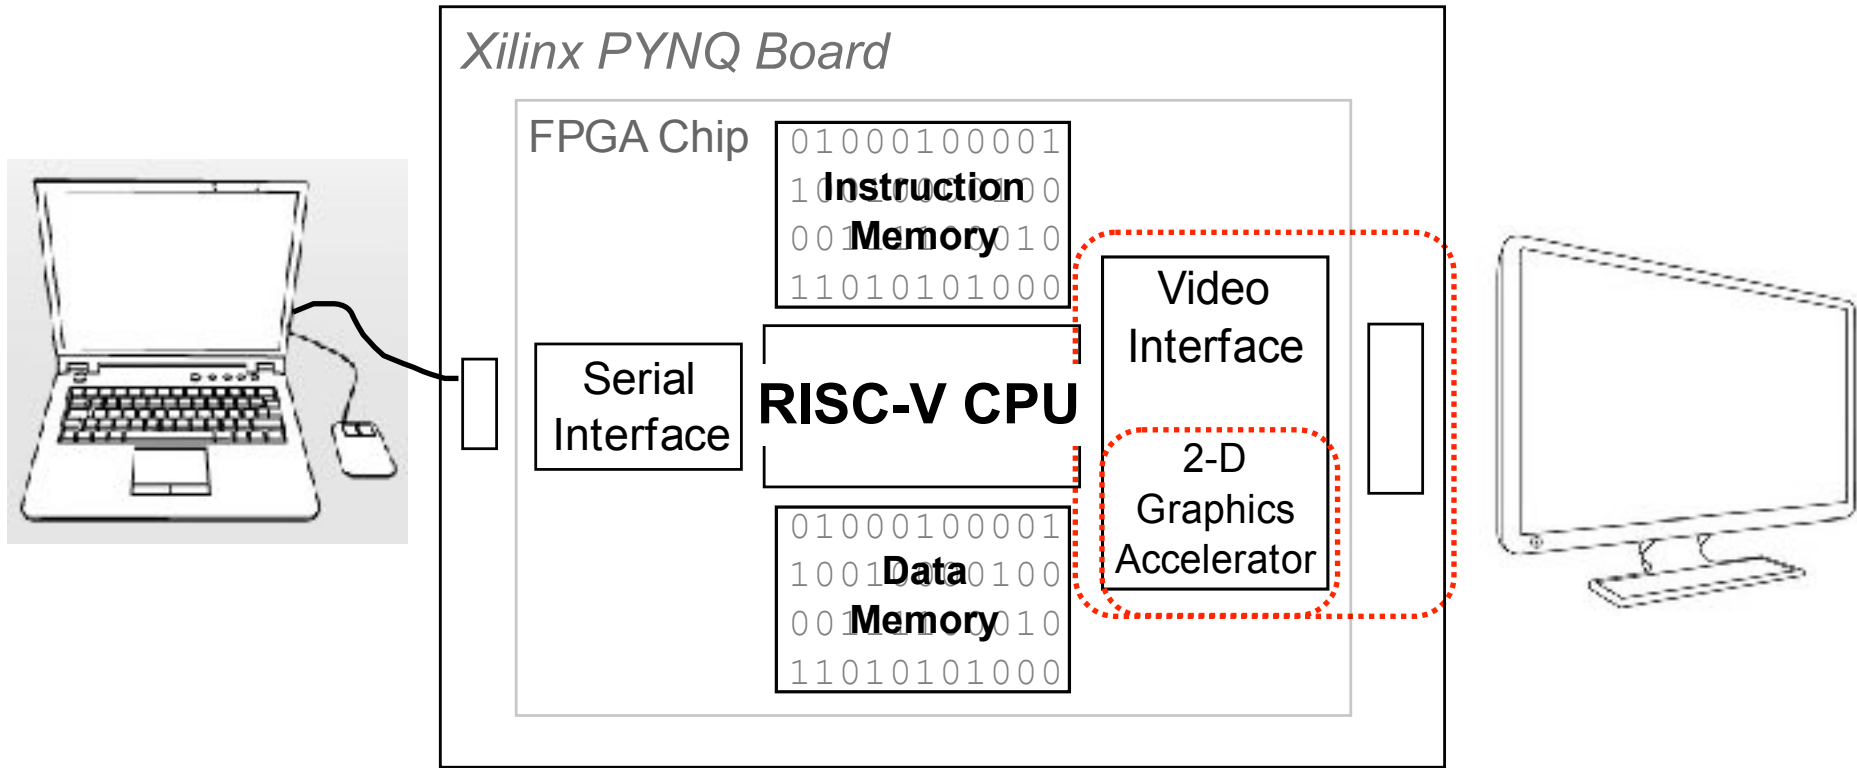 Xilinx PYNQ Board
FPGA Chip
01000100001
Instruction
Memory
11010101000
Video
Interface
Serial
Interface
RISC-V CPU
2-D
Graphics
Accelerator
01000100001
Data
Memory
11010101000